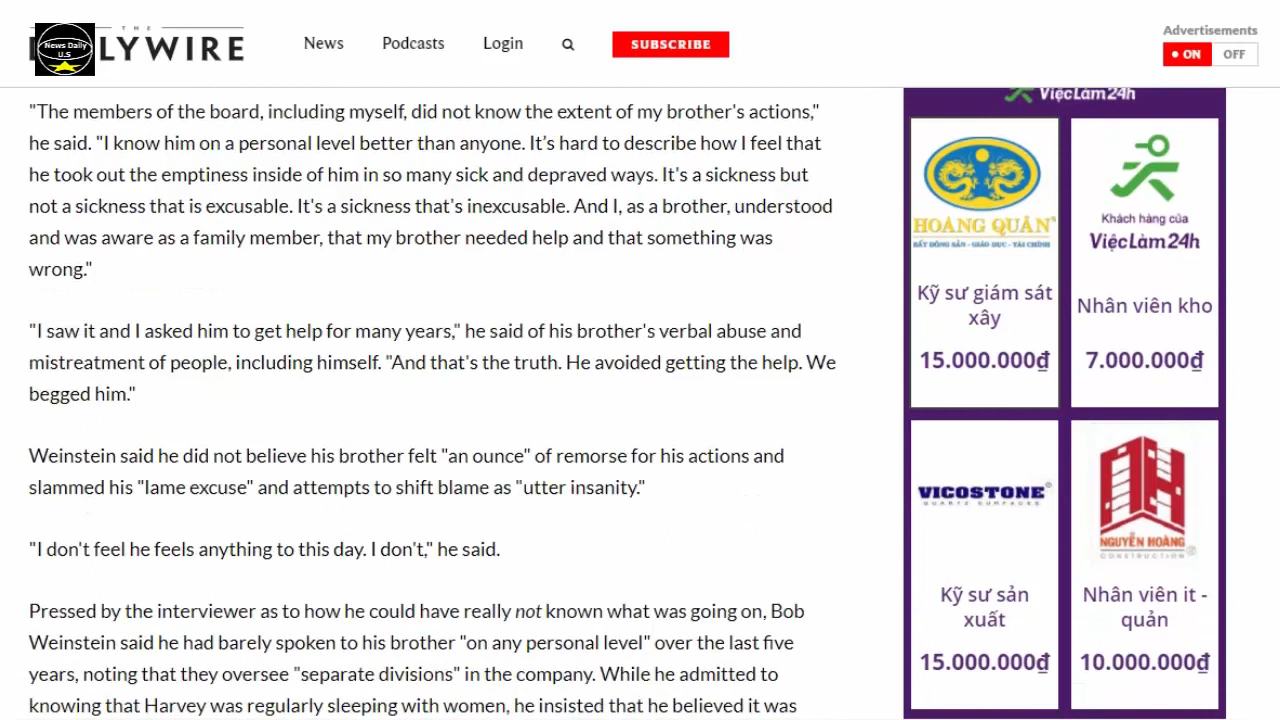 THE
LYWIRE
News Daily
U.S
News
Podcasts
Login
SUBSCRIBE
Advertisements
ON
OFF
"The members of the board, including myself, did not know the extent of my brother's actions,"
he said. "I know him on a personal level better than anyone. It’s hard to describe how I feel that
he took out the emptiness inside of him in so many sick and depraved ways. It's a sickness but
not a sickness that is excusable. It's a sickness that's inexcusable. And I, as a brother, understood
and was aware as a family member, that my brother needed help and that something was
wrong."
"I saw it and I asked him to get help for many years," he said of his brother's verbal abuse and
mistreatment of people, including himself. "And that's the truth. He avoided getting the help. We
begged him."
Weinstein said he did not believe his brother felt "an ounce" of remorse for his actions and
slammed his "lame excuse" and attempts to shift blame as "utter insanity."
"I don't feel he feels anything to this day. I don't," he said.
Pressed by the interviewer as to how he could have really not known what was going on, Bob
Weinstein said he had barely spoken to his brother "on any personal level" over the last five
years, noting that they oversee "separate divisions" in the company. While he admitted to
knowing that Harvey was regularly sleeping with women, he insisted that he believed it was
ViệcLàm24h
HOÀNG QUÂN
BẤT ĐỘNG SẢN - GIÁO DỤC - TÀI CHÍNH
Kỹ sư giám sát
xây
15.000.000₫
Khách hàng của
ViệcLàm24h
Nhân viên kho
7.000.000₫
VICOSTONE®
QUARTZ SURFACES
Kỹ sư sản
xuất
15.000.000₫
NGUYỄN HOÀNG
CONSTRUCTION®
Nhân viên it -
quản
10.000.000₫